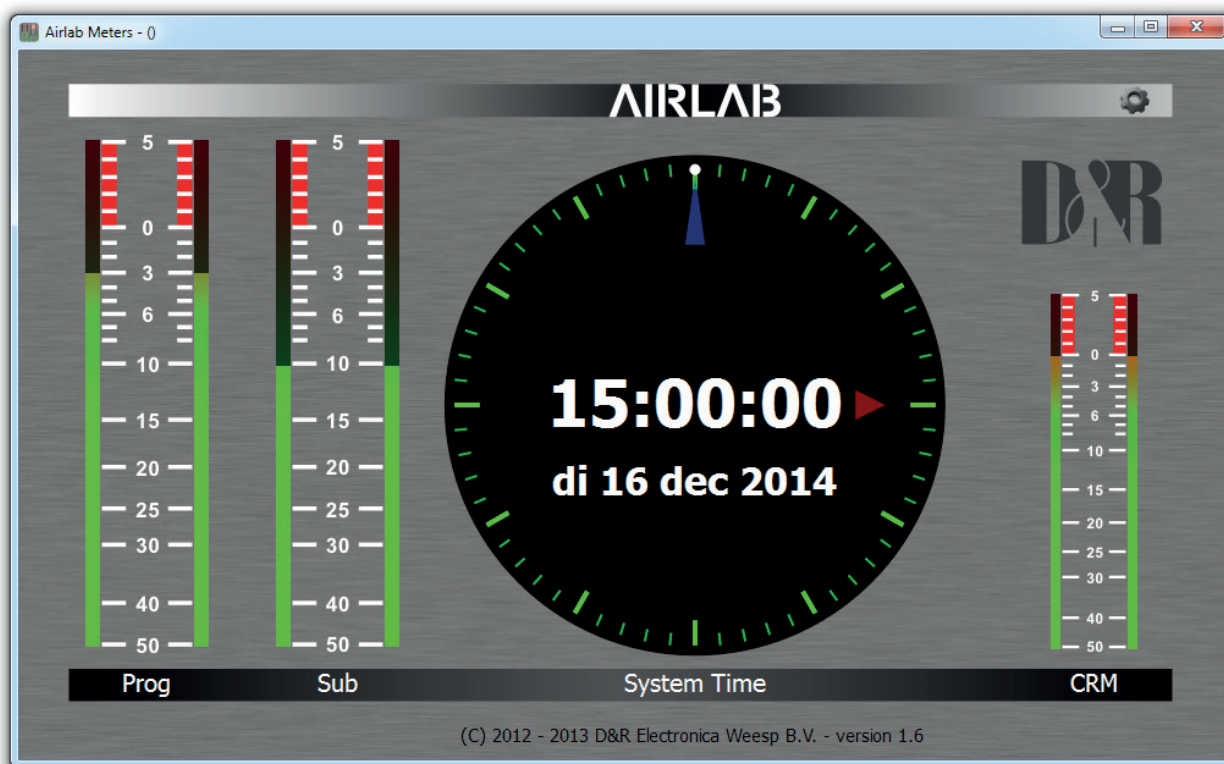 Airlab Meters - ()
AIRLAB
D&R
5 5 5
0 0 0
3 3 3
6 6 6
10 10 10
15 15 15
20 20 20
25 25 25
30 30 30
40 40 40
50 50 50
15:00:00
di 16 dec 2014
Prog Sub System Time CRM
(C) 2012 - 2013 D&R Electronica Weesp B.V. - version 1.6